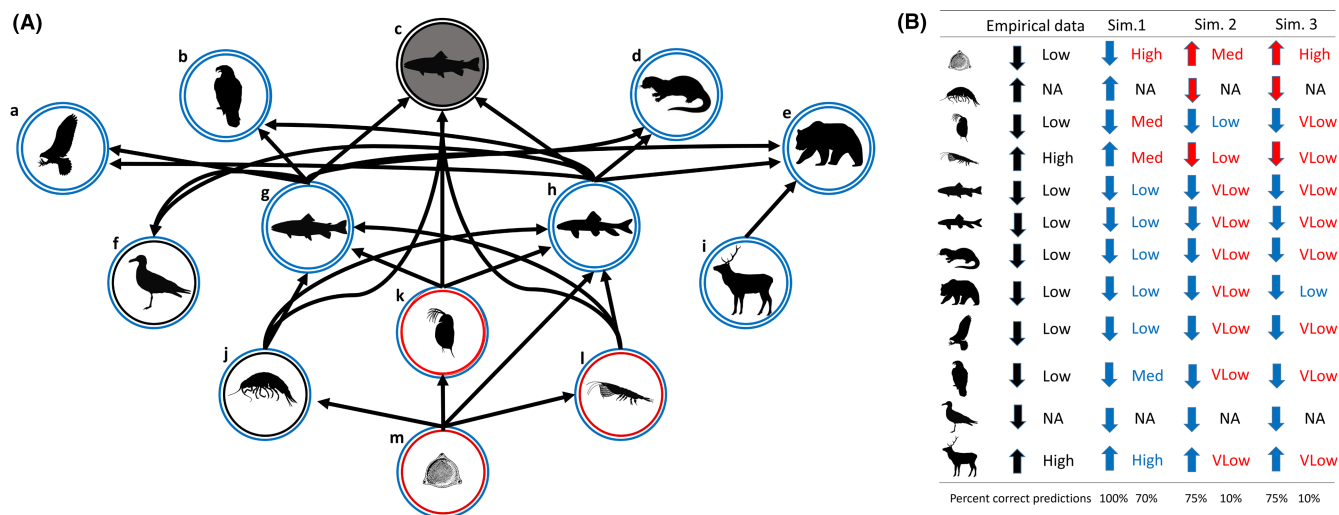 (A)
c
b
d
a
e
g
h
f
i
k
j
l
m
(B)
Empirical data Sim.1 Sim. 2 Sim. 3
Low High Med High
NA NA NA NA
Low Med Low VLow
High Med Low VLow
Low Low VLow VLow
Low Low VLow VLow
Low Low VLow VLow
Low Low VLow Low
Low Low VLow VLow
Low Med VLow VLow
NA NA NA NA
High High VLow VLow
Percent correct predictions 100% 70% 75% 10% 75% 10%